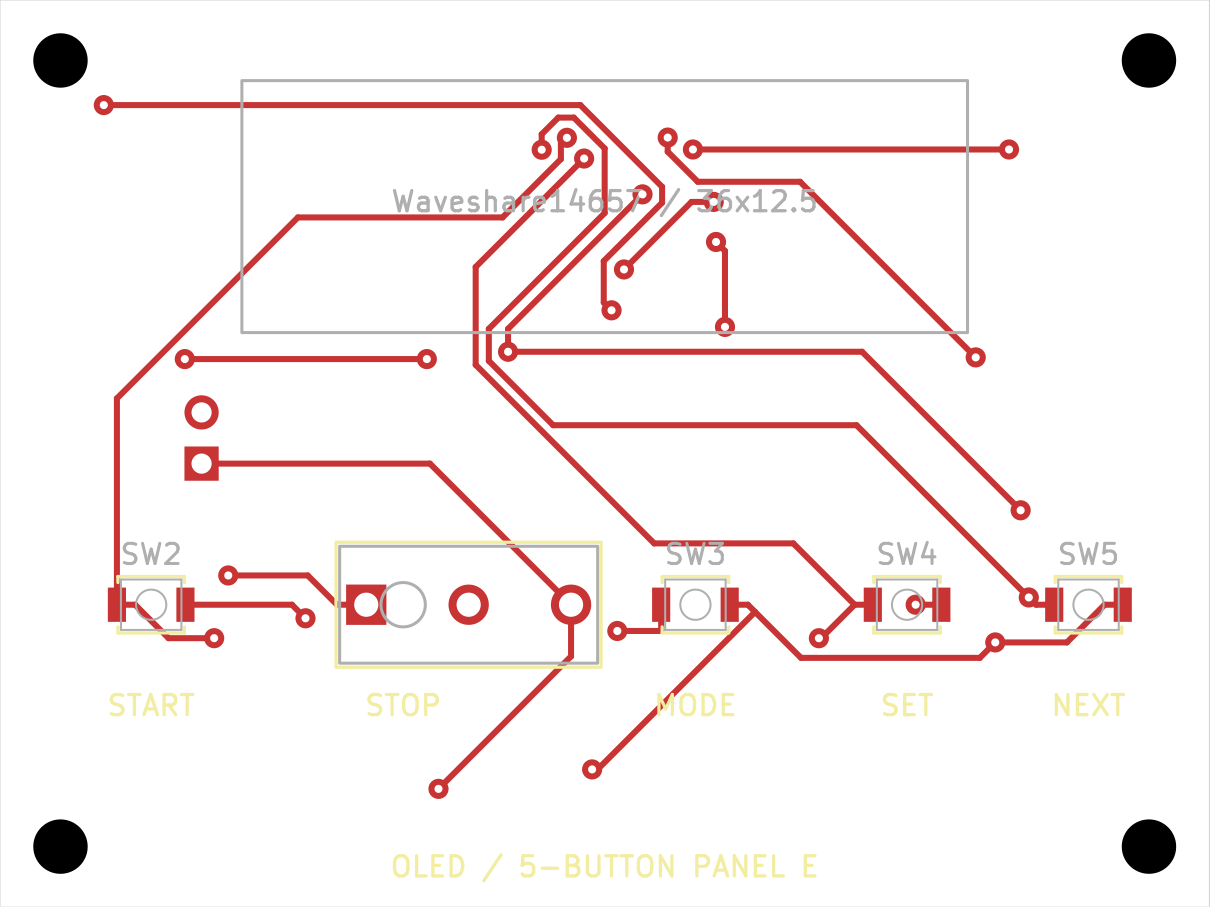 Waveshare14657 / 36x12.5
SW2
SW3
SW4
SW5
START
STOP
MODE
SET
NEXT
OLED / 5-BUTTON PANEL E